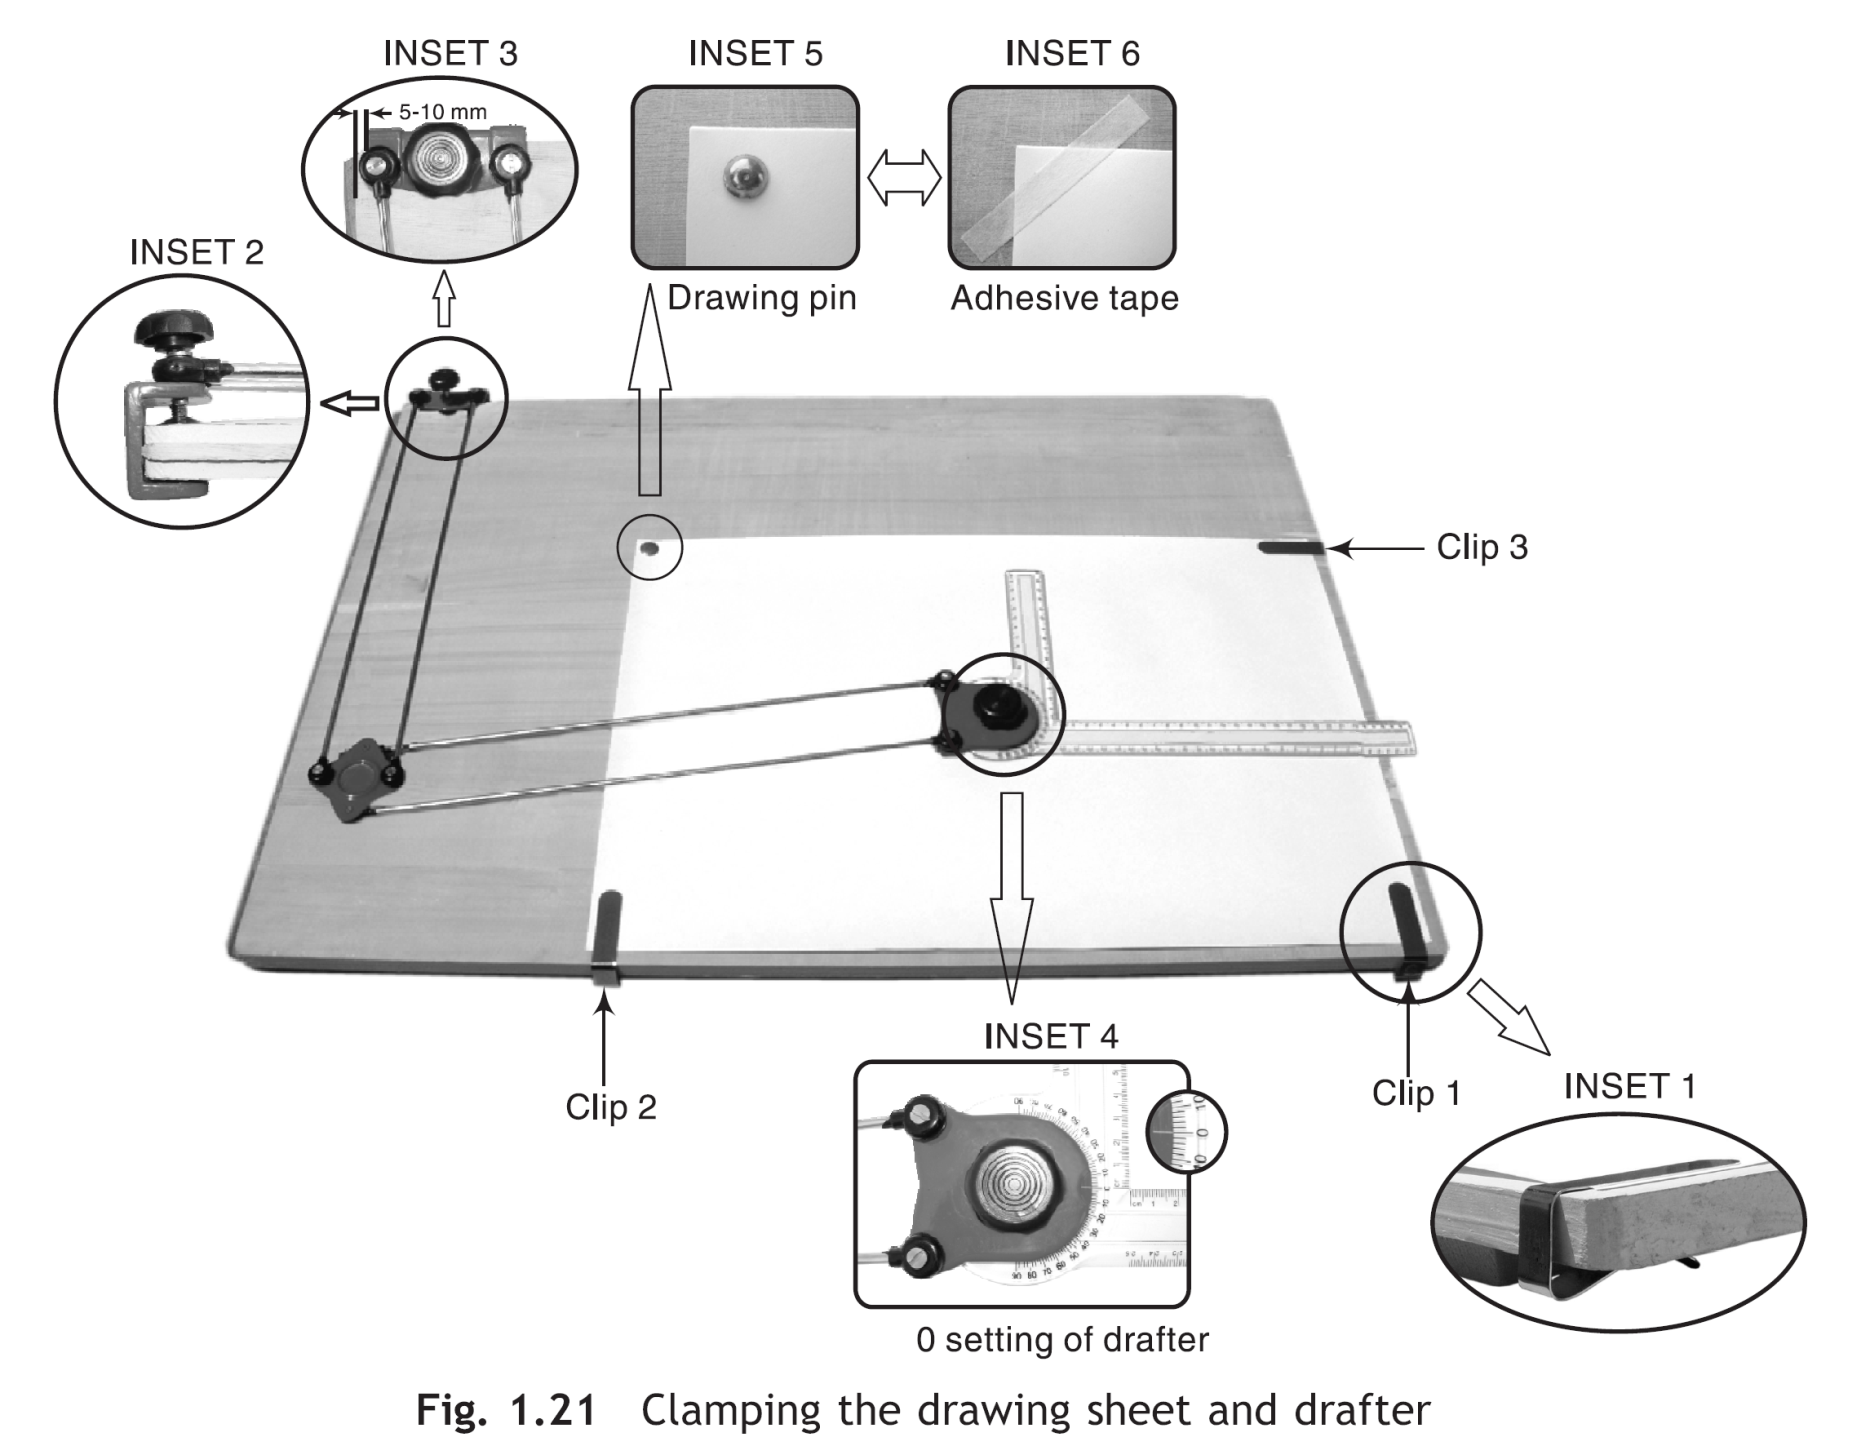 INSET 3
INSET 5
INSET 6
5-10 mm
INSET 2
Drawing pin
Adhesive tape
Clip 3
INSET 4
Clip 2
Clip 1
INSET 1
0 setting of drafter
Fig. 1.21 Clamping the drawing sheet and drafter